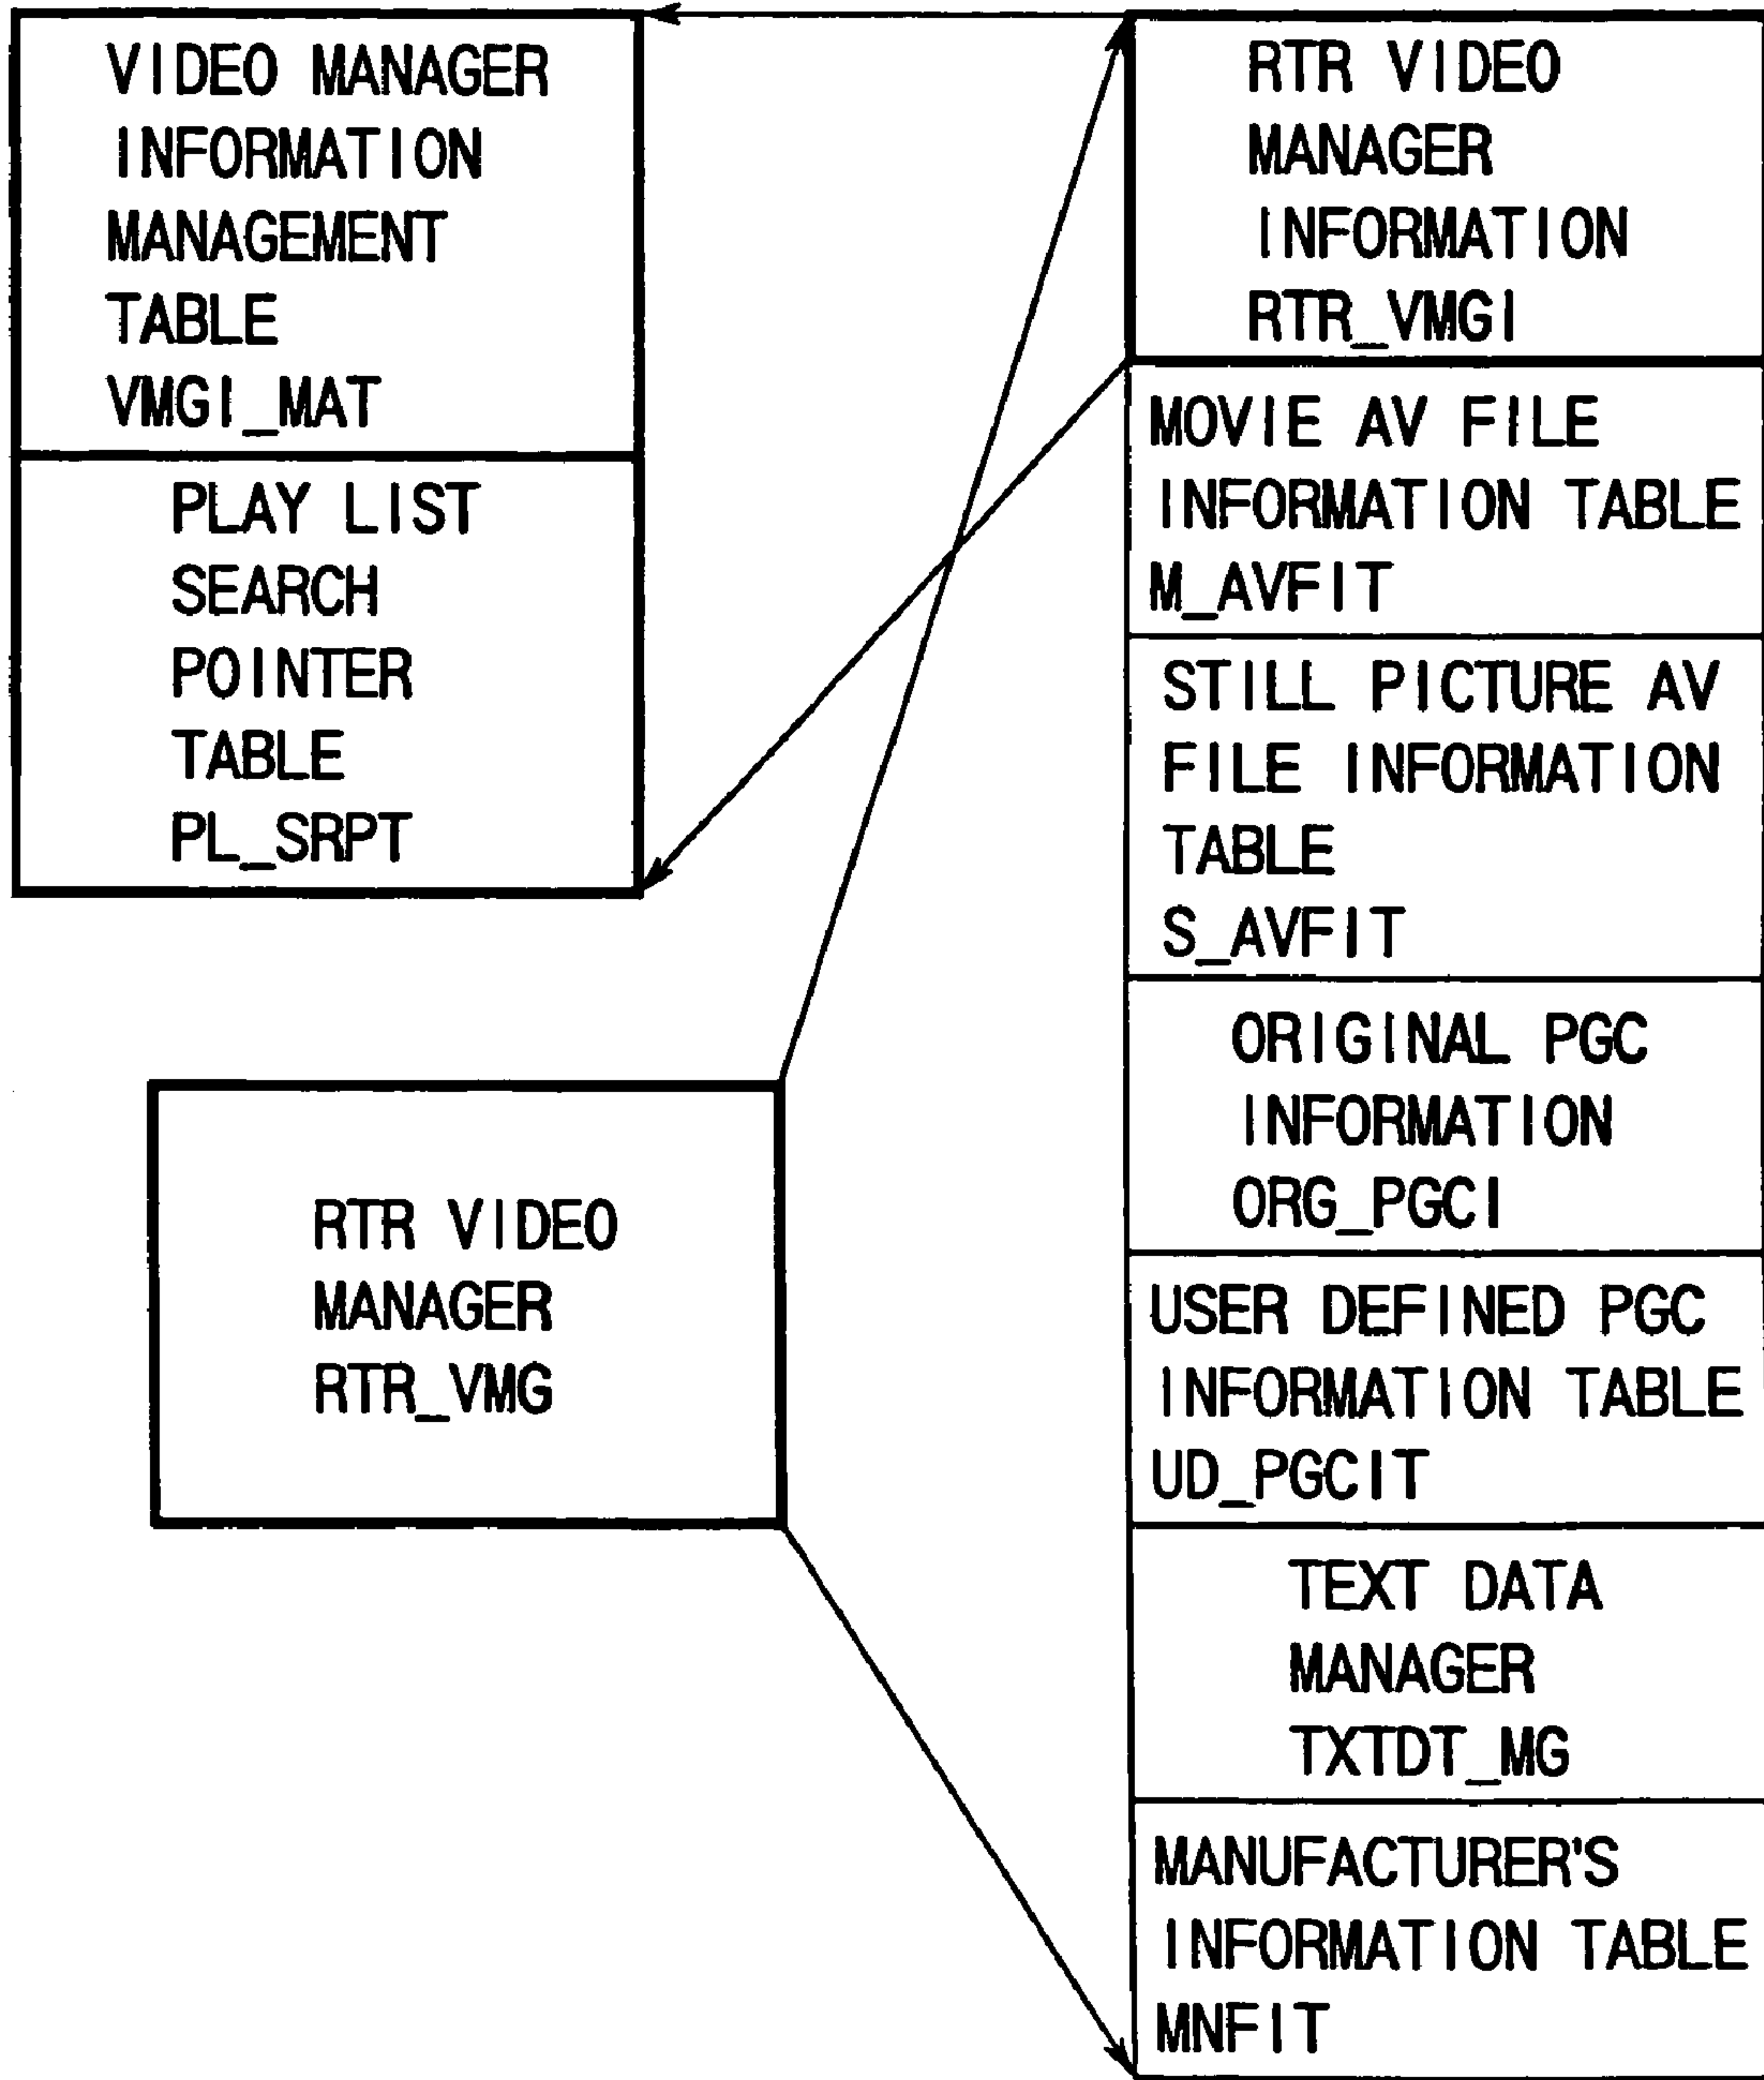 VIDEO MANAGER
INFORMATION
MANAGEMENT
TABLE
VMGI_MAT
PLAY LIST
SEARCH
POINTER
TABLE
PL_SRPT
RTR VIDEO
MANAGER
RTR_VMG
RTR VIDEO
MANAGER
INFORMATION
RTR_VMGI
MOVIE AV FILE
INFORMATION TABLE
M_AVFIT
STILL PICTURE AV
FILE INFORMATION
TABLE
S_AVFIT
ORIGINAL PGC
INFORMATION
ORG_PGCI
USER DEFINED PGC
INFORMATION TABLE
UD_PGCIT
TEXT DATA
MANAGER
TXTDT_MG
MANUFACTURER'S
INFORMATION TABLE
MNFIT